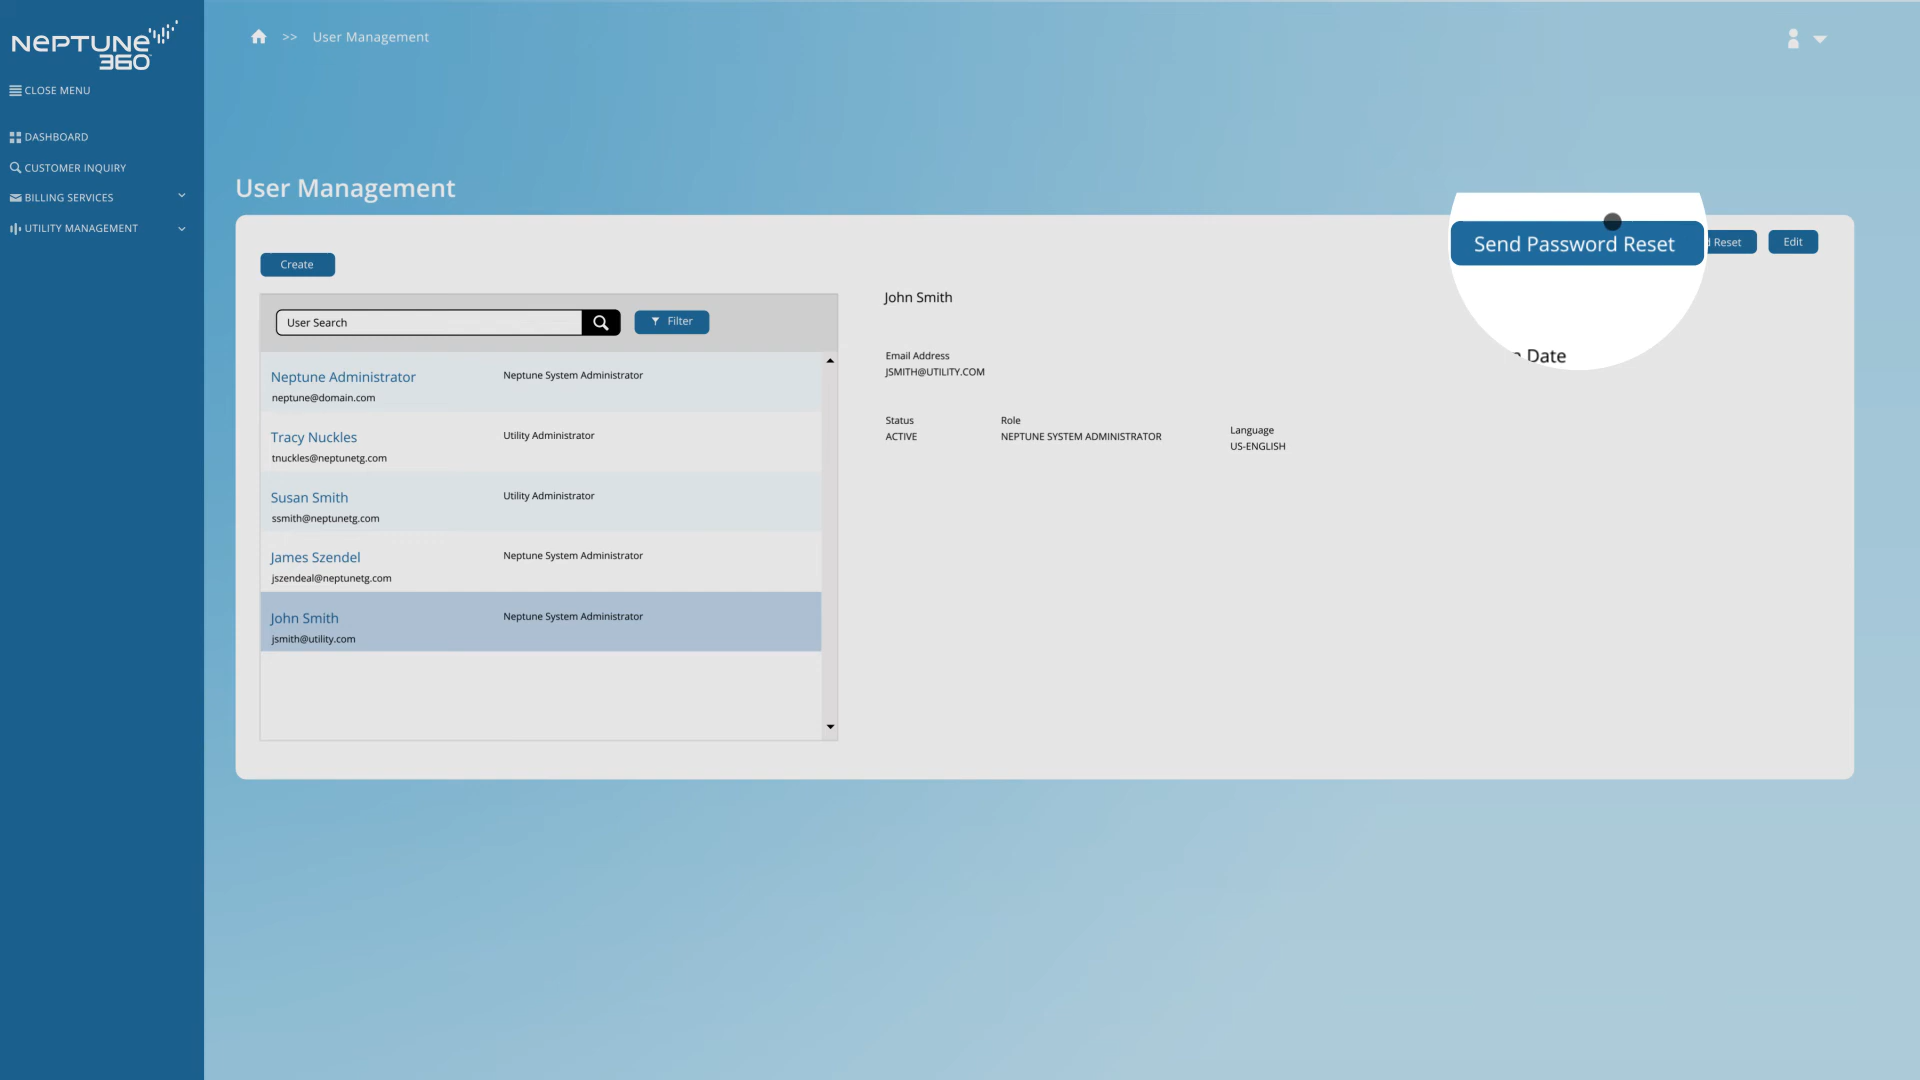 NEPTUNE
360
CLOSE MENU
DASHBOARD
CUSTOMER INQUIRY
BILLING SERVICES
UTILITY MANAGEMENT
>> User Management
User Management
Send Password Reset
Reset
Edit
Create
User Search
Filter
Neptune Administrator Neptune System Administrator
neptune@domain.com
Tracy Nuckles Utility Administrator
tnuckles@neptunetg.com
Susan Smith Utility Administrator
ssmith@neptunetg.com
James Szendel Neptune System Administrator
jszendeal@neptunetg.com
John Smith Neptune System Administrator
jsmith@utility.com
John Smith
Date
Email Address
JSMITH@UTILITY.COM
Status Role Language
ACTIVE NEPTUNE SYSTEM ADMINISTRATOR US-ENGLISH